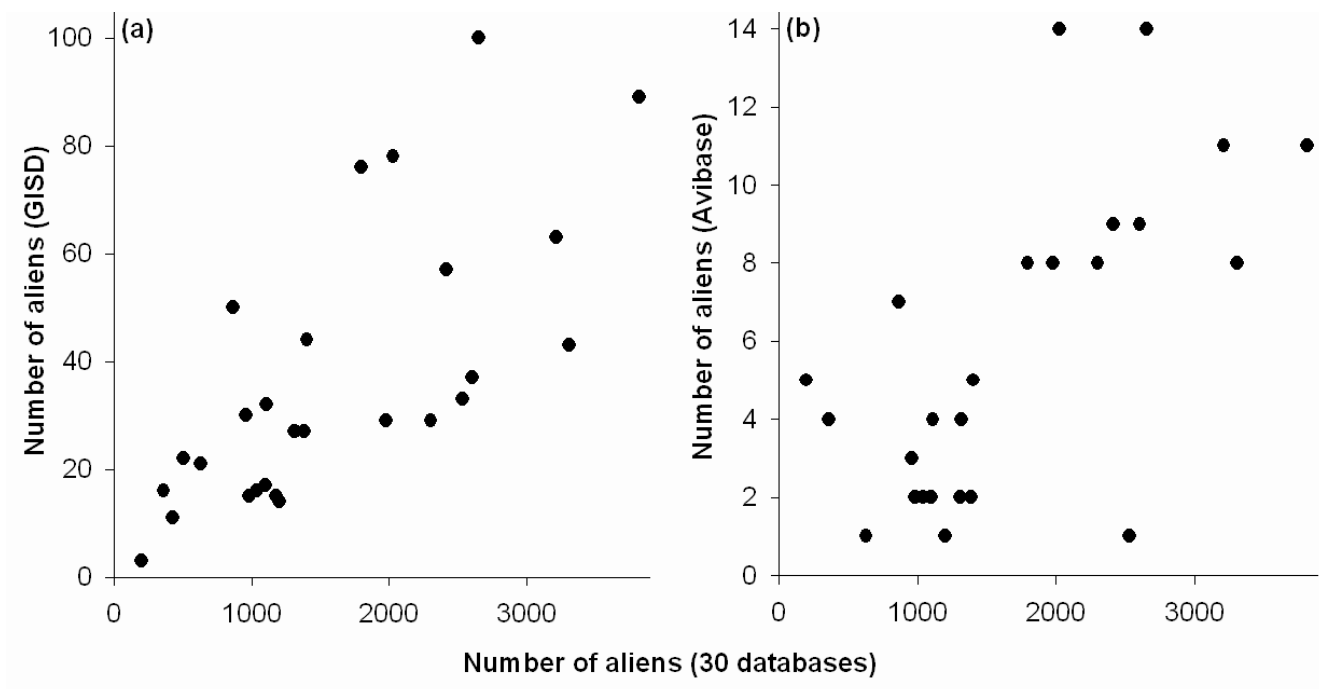 (a)
Number of aliens (GISD)
100
80
60
40
20
0
0 1000 2000 3000
(b)
Number of aliens (Avibase)
14
12
10
8
6
4
2
0
0 1000 2000 3000
Number of aliens (30 databases)